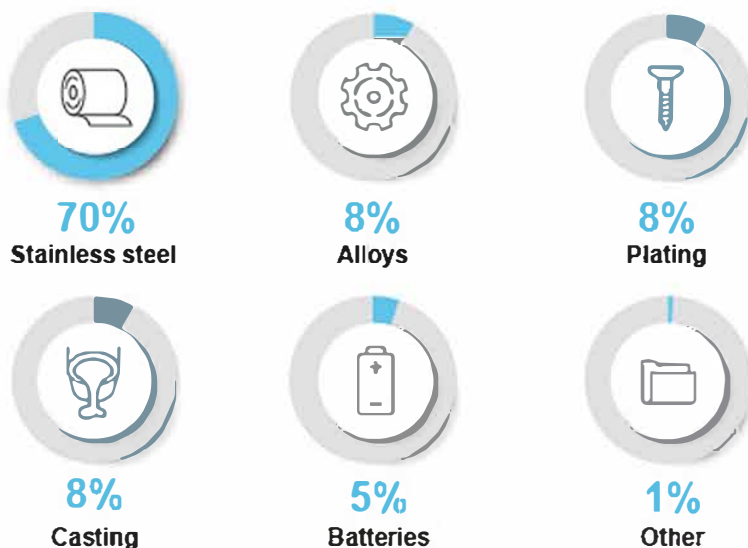 70%
Stainless steel
8%
Alloys
8%
Plating
8%
Casting
5%
Batteries
1%
Other